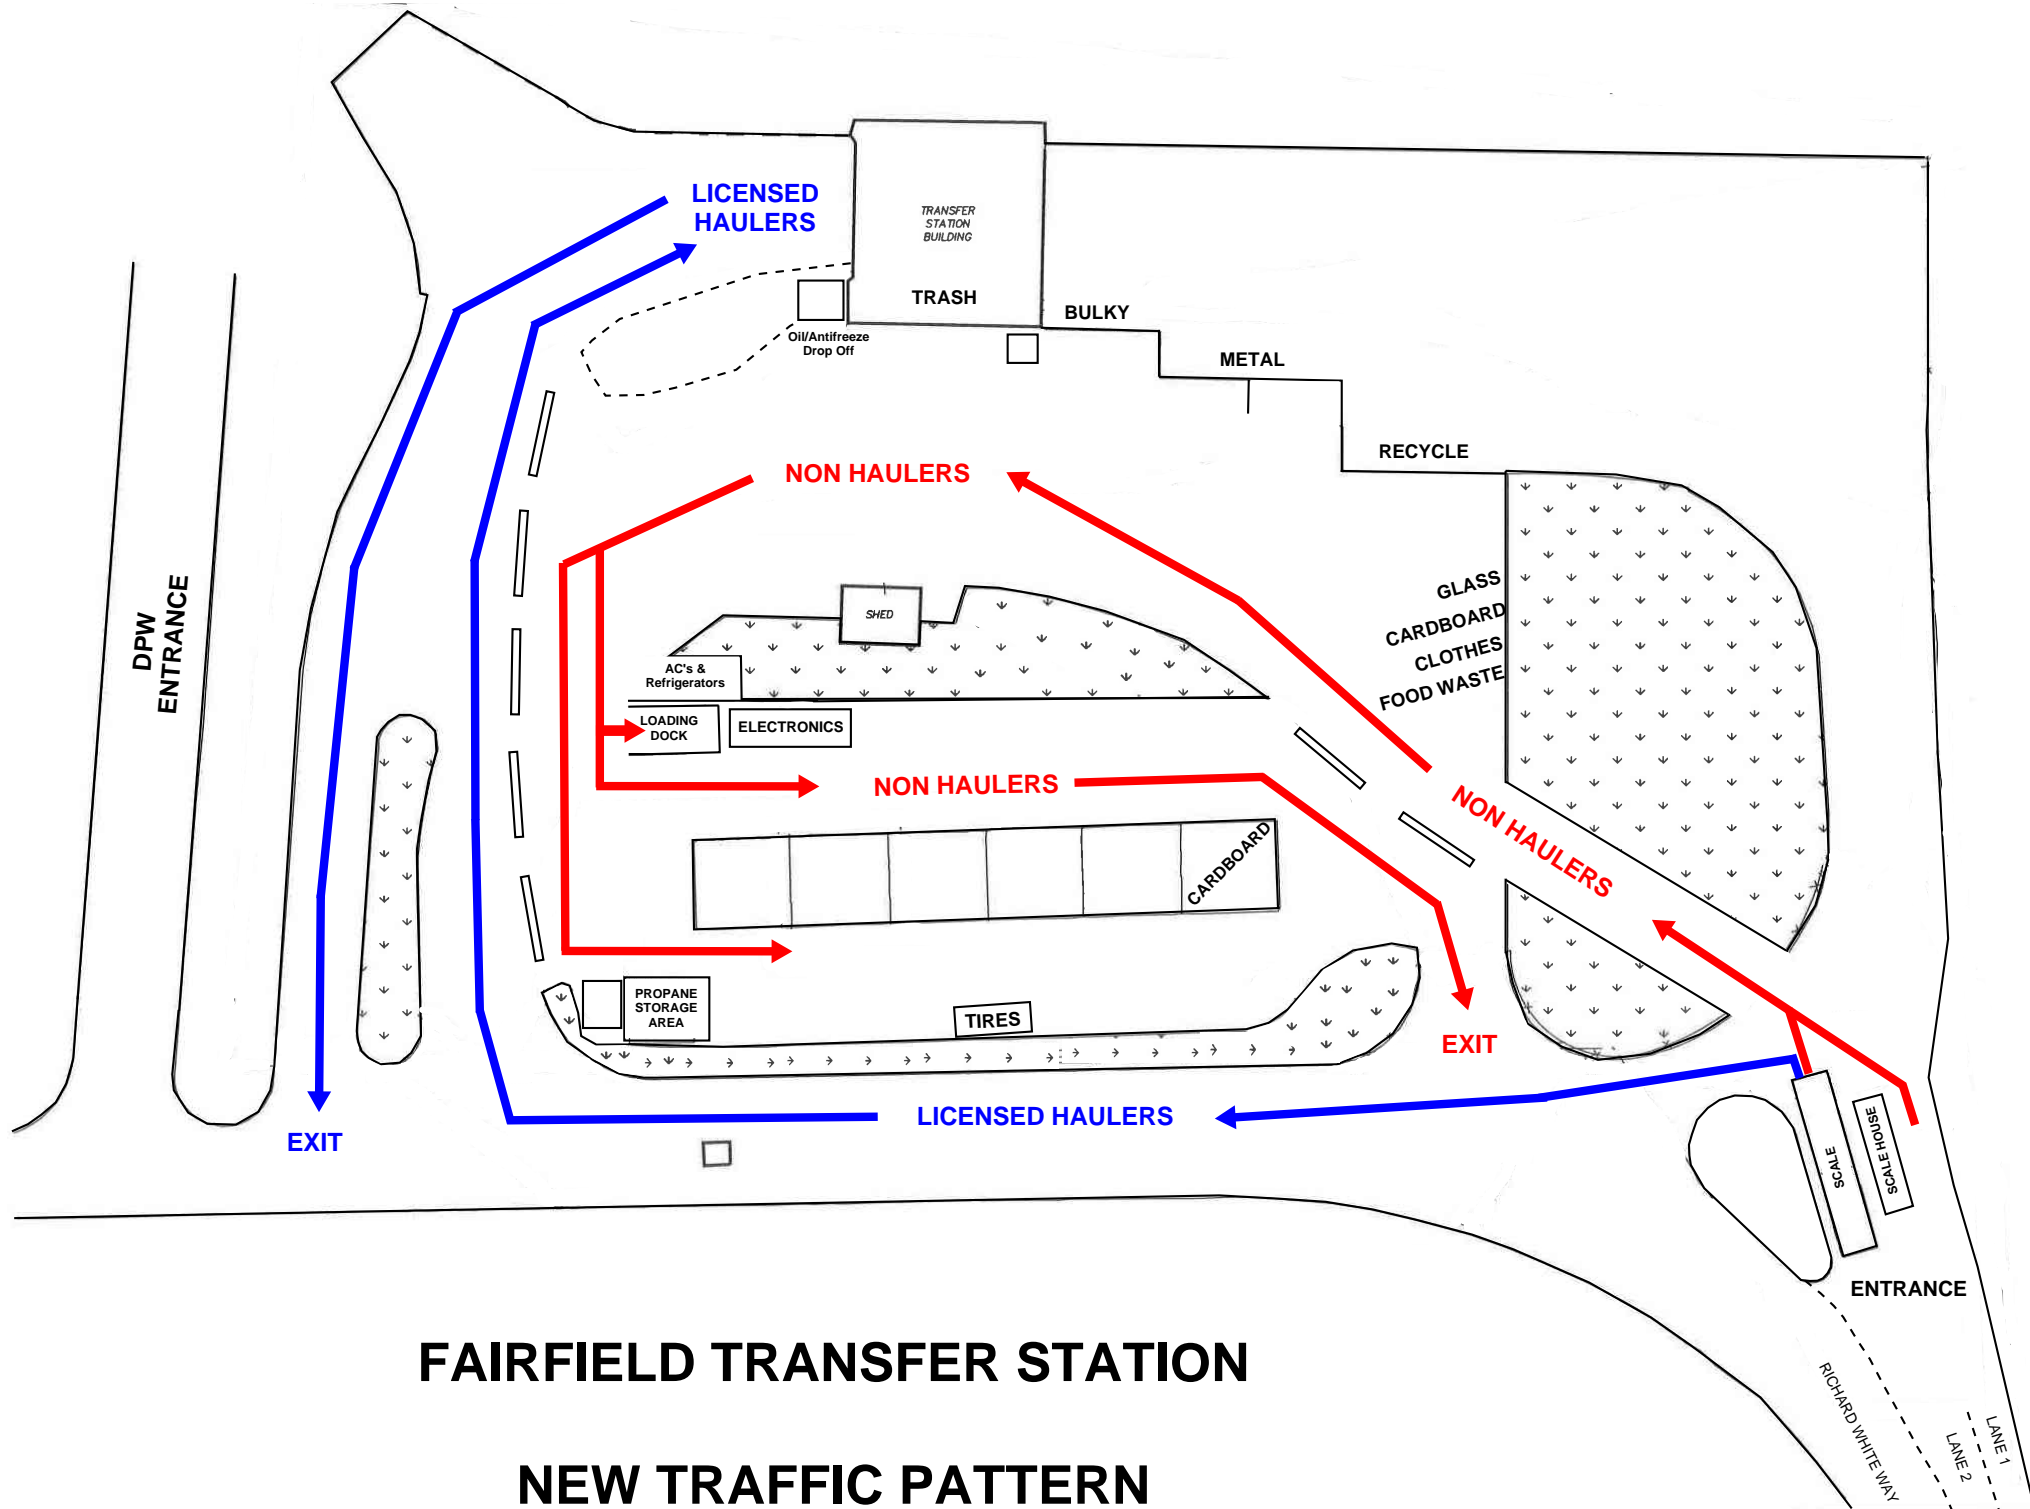 LICENSED
HAULERS
TRANSFER
STATION
BUILDING
TRASH
BULKY
Oil/Antifreeze
Drop Off
METAL
RECYCLE
NON HAULERS
GLASS
CARDBOARD
CLOTHES
FOOD WASTE
DPW
ENTRANCE
SHED
AC's &
Refrigerators
LOADING
DOCK
ELECTRONICS
NON HAULERS
NON HAULERS
CARDBOARD
PROPANE
STORAGE
AREA
TIRES
EXIT
LICENSED HAULERS
EXIT
SCALE
SCALE HOUSE
ENTRANCE
RICHARD WHITE WAY
LANE 2
LANE 1
FAIRFIELD TRANSFER STATION
NEW TRAFFIC PATTERN